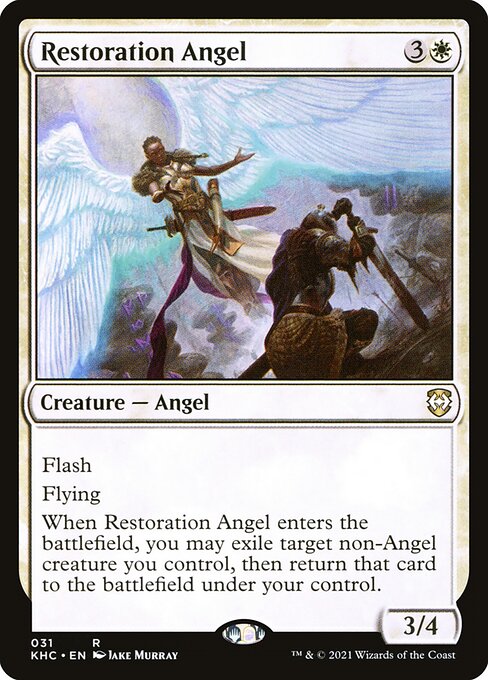 Restoration Angel 3
Creature — Angel
Flash
Flying
When Restoration Angel enters the
battlefield, you may exile target non-Angel
creature you control, then return that card
to the battlefield under your control.
3/4
031 R
KHC • EN Jake Murray
™ & © 2021 Wizards of the Coast